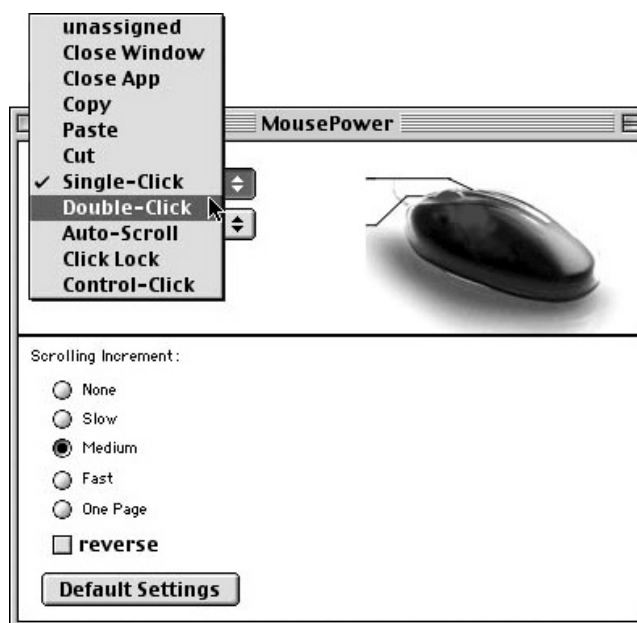 unassigned
Close Window
Close App
Copy
Paste
Cut
✓ Single-Click
Double-Click
Auto-Scroll
Click Lock
Control-Click
MousePower
Scrolling Increment:
None
Slow
Medium
Fast
One Page
reverse
Default Settings